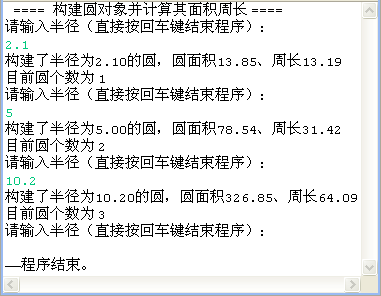 ==== 构建圆对象并计算其面积周长 ====
请输入半径（直接按回车键结束程序）：
2.1
构建了半径为2.10的圆，圆面积13.85、周长13.19
目前圆个数为 1
请输入半径（直接按回车键结束程序）：
5
构建了半径为5.00的圆，圆面积78.54、周长31.42
目前圆个数为 2
请输入半径（直接按回车键结束程序）：
10.2
构建了半径为10.20的圆，圆面积326.85、周长64.09
目前圆个数为 3
请输入半径（直接按回车键结束程序）：
——程序结束。